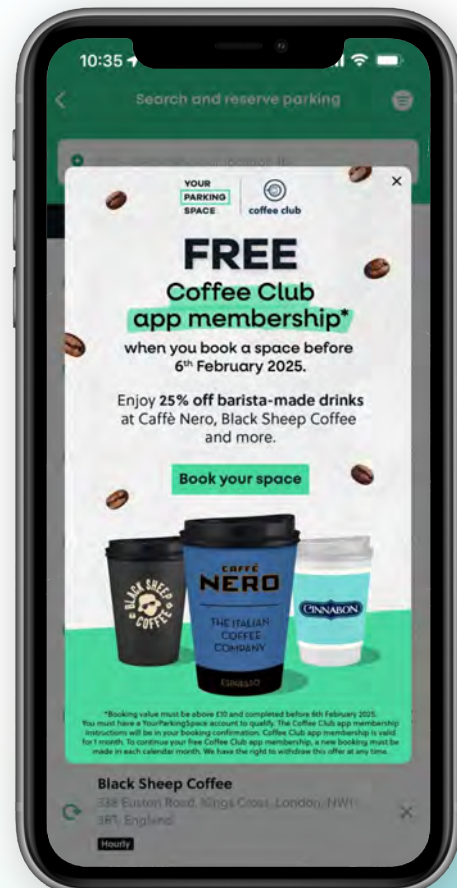 10:35
Search and reserve parking
YOUR
PARKING
SPACE
coffee club
FREE
Coffee Club
app membership*
when you book a space before
6th February 2025.
Enjoy 25% off barista-made drinks
at Caffè Nero, Black Sheep Coffee
and more.
Book your space
BLACK SHEEP
COFFEE
CAFFÈ
NERO
THE ITALIAN
COFFEE
COMPANY
ESPRESSO
CINNABON
*Booking value must be above £10 and completed before 6th February 2025.
You must have a YourParkingSpace account to qualify. The Coffee Club app membership
instructions will be in your booking confirmation. Coffee Club app membership is valid
for 1 month. To continue your free Coffee Club app membership, a new booking must be
made in each calendar month. We have the right to withdraw this offer at any time.
Black Sheep Coffee
Euston Road, Kings Cross, London, NW1
England
Hourly